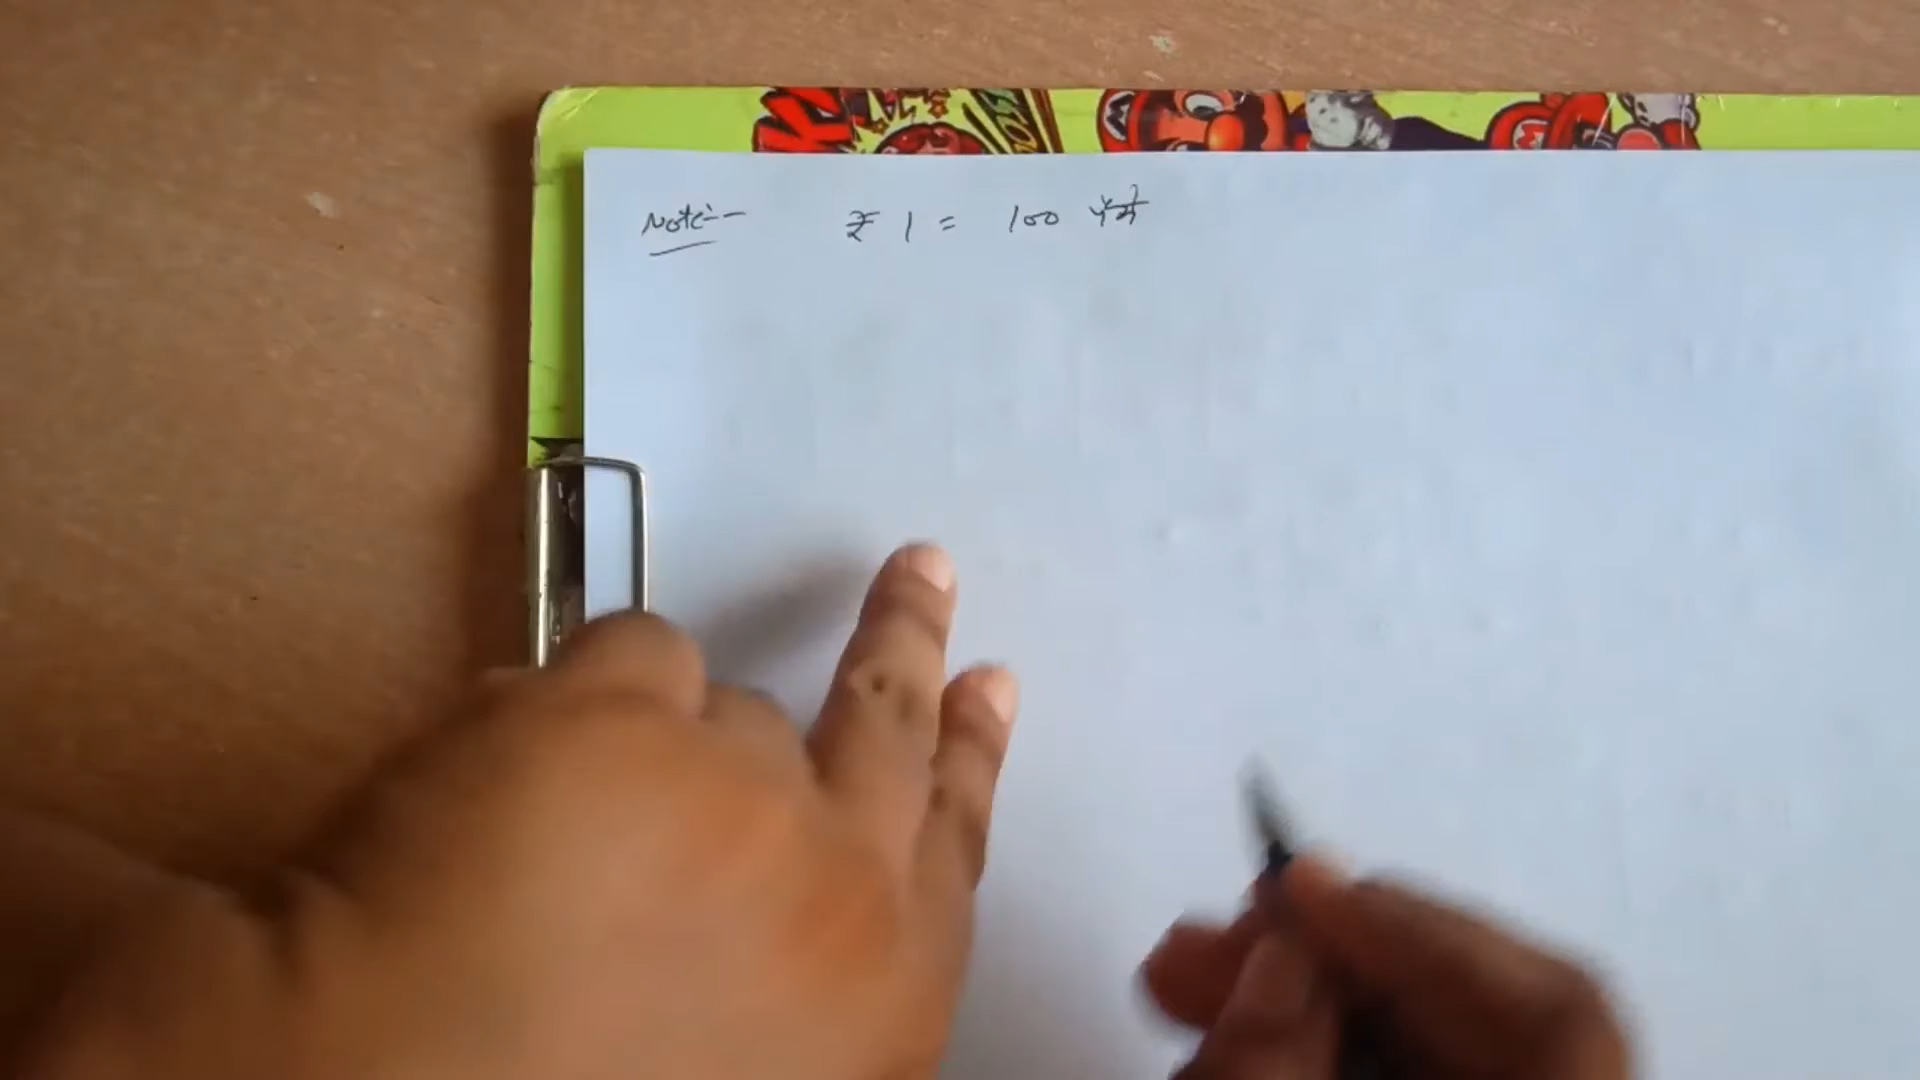 Note:- ₹ 1 = 100 पैसे